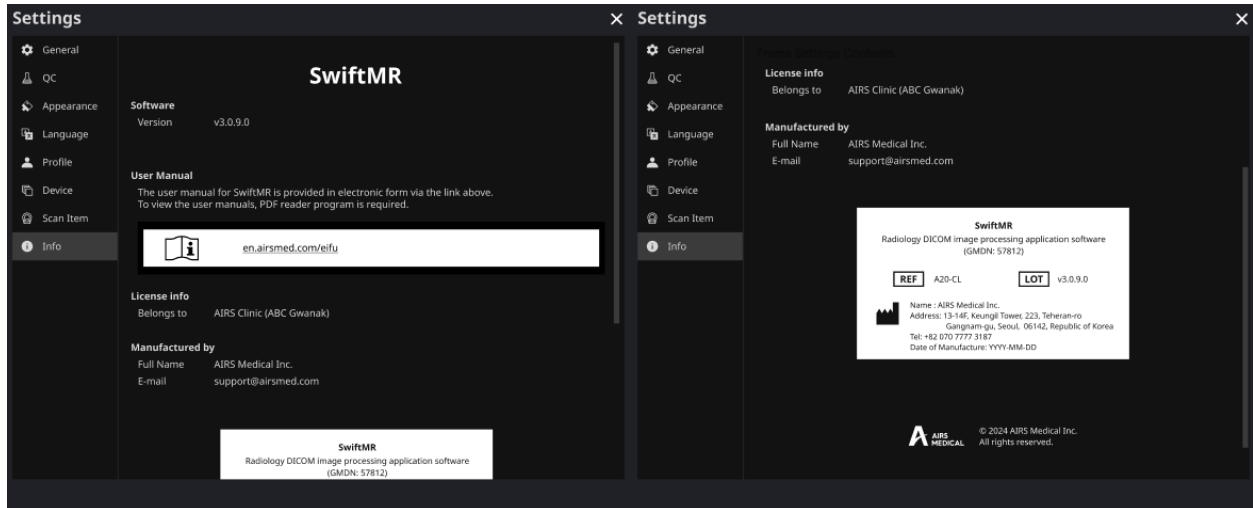 Settings
General
QC
Appearance
Language
Profile
Device
Scan Item
Info
SwiftMR
Software
Version v3.0.9.0
User Manual
The user manual for SwiftMR is provided in electronic form via the link above.
To view the user manuals, PDF reader program is required.
en.airsmed.com/eifu
License info
Belongs to AIRS Clinic (ABC Gwanak)
Manufactured by
Full Name AIRS Medical Inc.
E-mail support@airsmed.com
SwiftMR
Radiology DICOM image processing application software
(GMDN: 57812)
Settings
General
QC
Appearance
Language
Profile
Device
Scan Item
Info
License info
Belongs to AIRS Clinic (ABC Gwanak)
Manufactured by
Full Name AIRS Medical Inc.
E-mail support@airsmed.com
SwiftMR
Radiology DICOM image processing application software
(GMDN: 57812)
REF A20-CL LOT v3.0.9.0
Name : AIRS Medical Inc.
Address: 13-14F, Keungil Tower, 223, Teheran-ro
Gangnam-gu, Seoul, 06142, Republic of Korea
Tel: +82 070 7777 3187
Date of Manufacture: YYYY-MM-DD
AIRS MEDICAL
© 2024 AIRS Medical Inc.
All rights reserved.